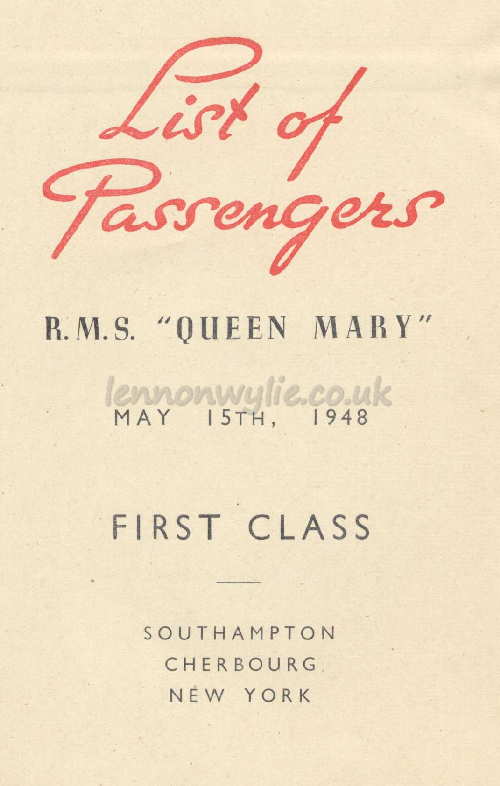 List of
Passengers
R.M.S. "QUEEN MARY"
lennonwylie.co.uk
MAY 15TH, 1948
FIRST CLASS
SOUTHAMPTON
CHERBOURG
NEW YORK